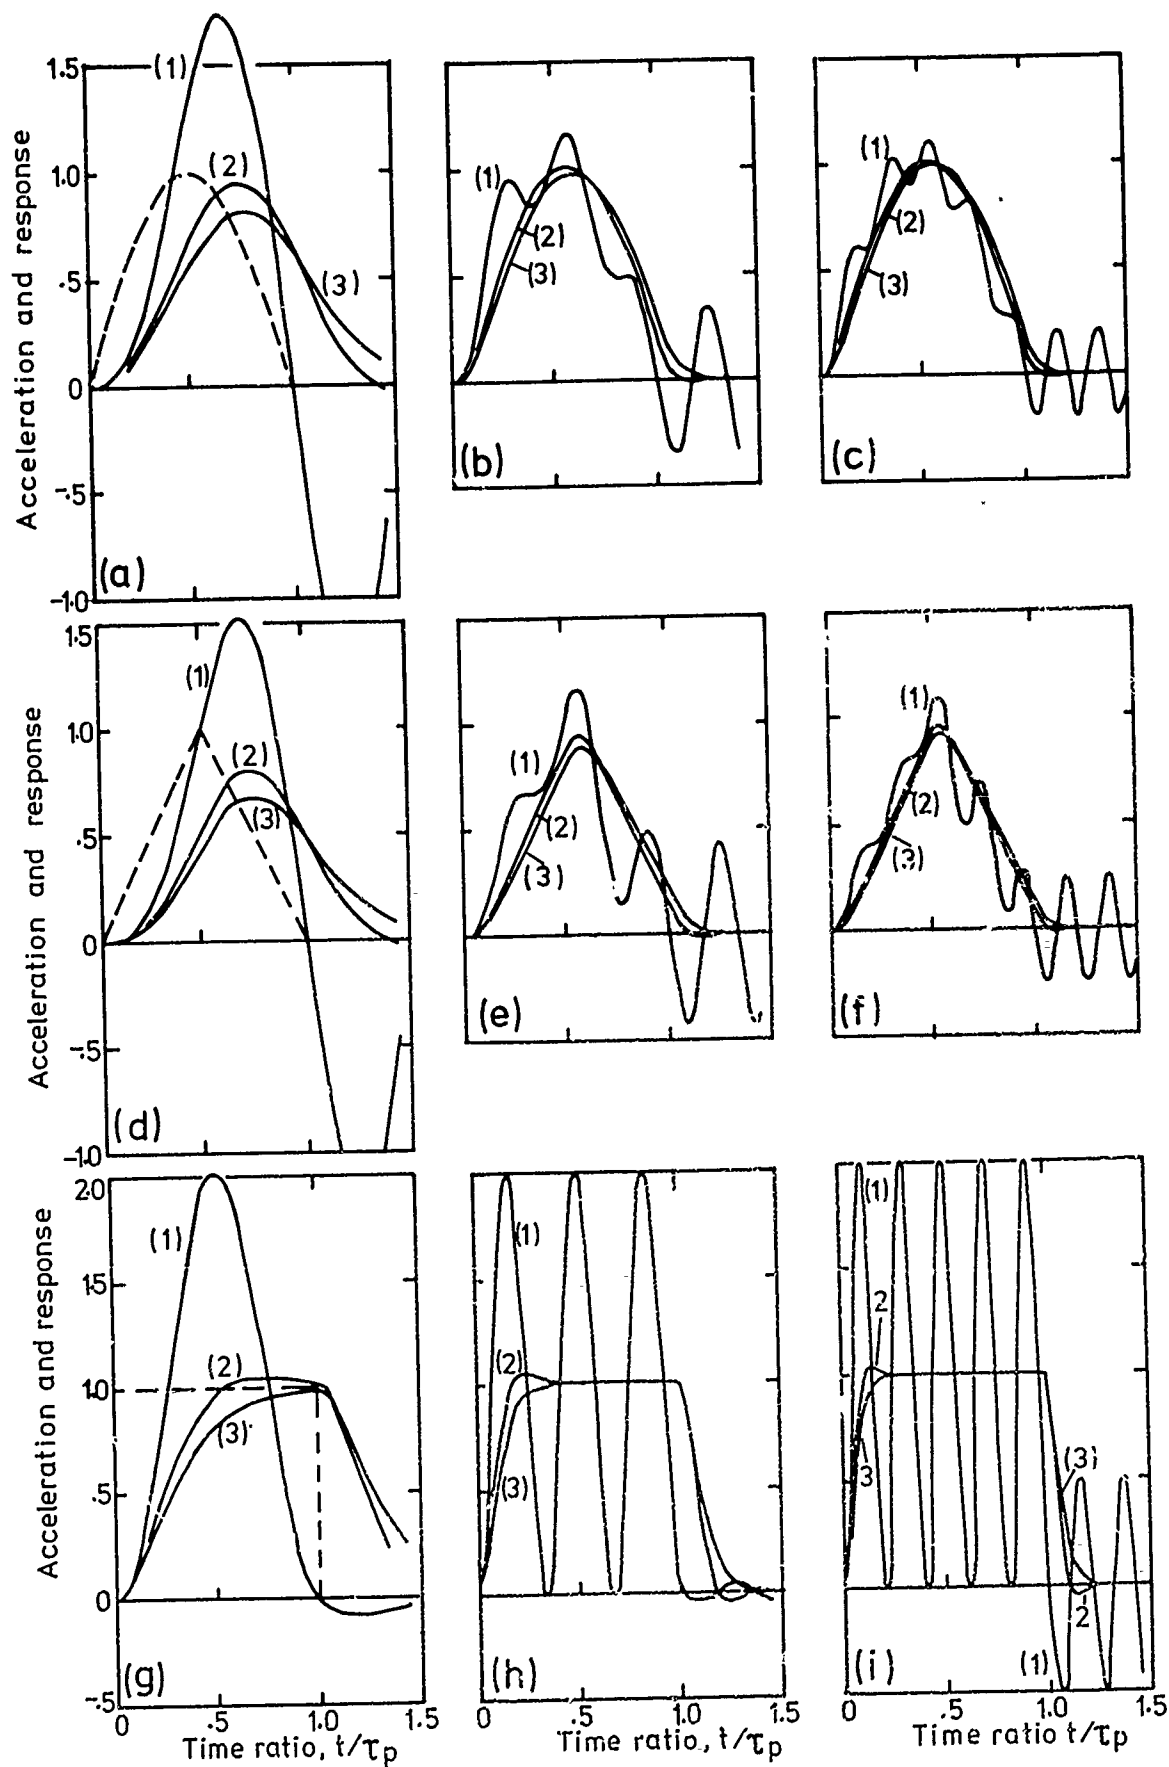 1.5
(1)
1.0
(2)
.5
(3)
0
-.5
-1.0
(a)
Acceleration and response
(1)
(2)
(3)
(b)
(1)
(2)
(3)
(c)
1.5
(1)
1.0
(2)
(3)
.5
0
-.5
-1.0
(d)
Acceleration and response
(1)
(2)
(3)
(e)
(1)
(2)
(3)
(f)
2.0
(1)
1.5
(2)
1.0
(3)
.5
0
-.5
(g)
Acceleration and response
0 .5 1.0
Time ratio, t/τp
(1)
(2)
(3)
(h)
0 .5 1.0 1.5
Time ratio, t/τp
(1)
2
3
(3)
2
(1)
(i)
0 .5 1.0 1.5
Time ratio, t/τp